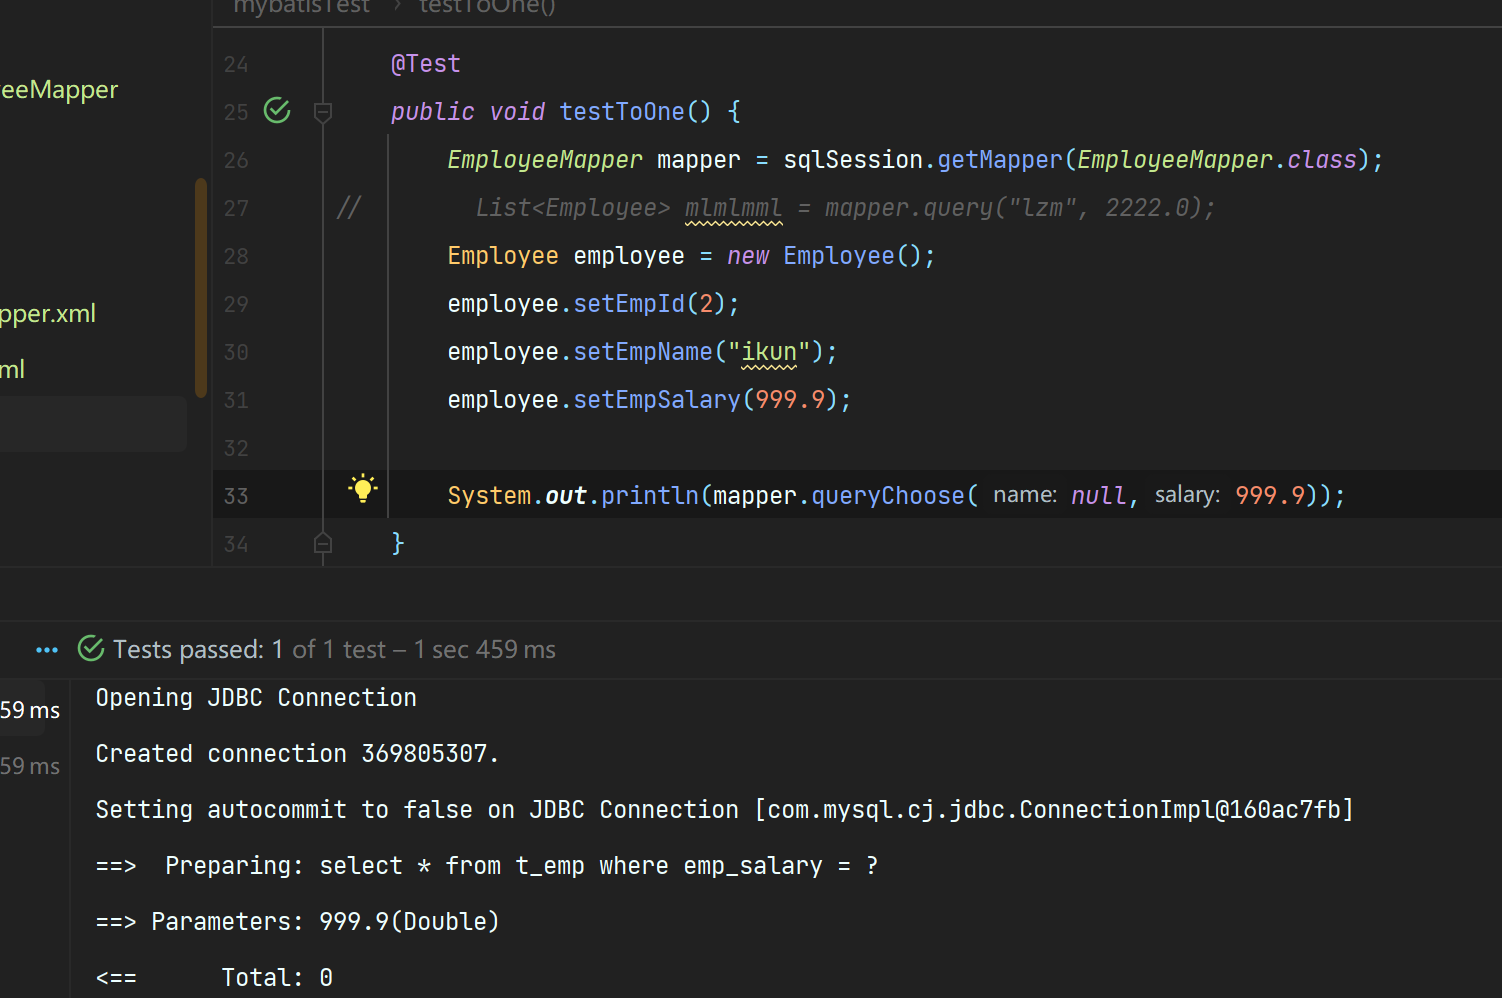 mybatisTest > testToOne()
eeMapper
pper.xml
ml
24 @Test
25 public void testToOne() {
26 EmployeeMapper mapper = sqlSession.getMapper(EmployeeMapper.class);
27 // List<Employee> mlmlmml = mapper.query("lzm", 2222.0);
28 Employee employee = new Employee();
29 employee.setEmpId(2);
30 employee.setEmpName("ikun");
31 employee.setEmpSalary(999.9);
32
33 System.out.println(mapper.queryChoose( name: null, salary: 999.9));
34 }
Tests passed: 1 of 1 test – 1 sec 459 ms
59 ms
59 ms
Opening JDBC Connection
Created connection 369805307.
Setting autocommit to false on JDBC Connection [com.mysql.cj.jdbc.ConnectionImpl@160ac7fb]
==>  Preparing: select * from t_emp where emp_salary = ?
==> Parameters: 999.9(Double)
<==      Total: 0